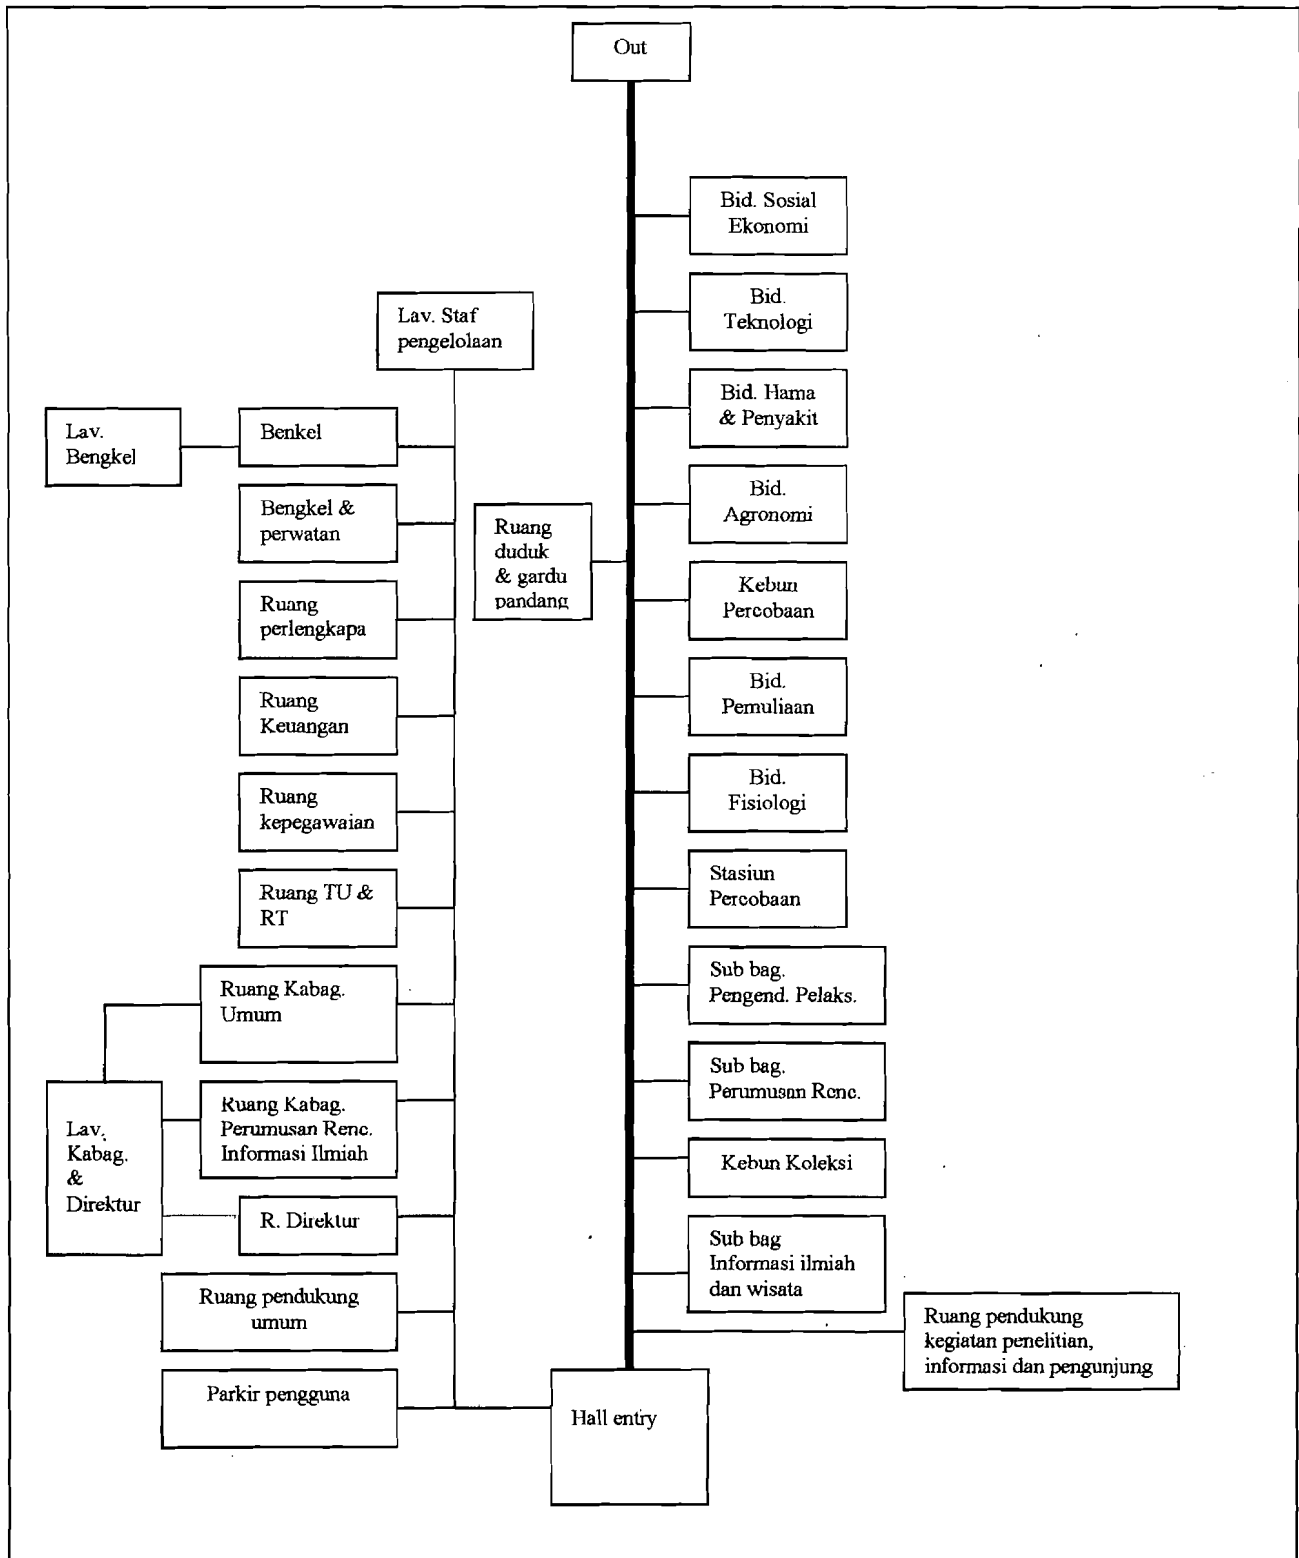 Out
Bid. Sosial
Ekonomi
Bid.
Teknologi
Bid. Hama
& Penyakit
Bid.
Agronomi
Kebun
Percobaan
Bid.
Pemuliaan
Bid.
Fisiologi
Stasiun
Percobaan
Sub bag.
Pengend. Pelaks.
Sub bag.
Perumusan Renc.
Kebun Koleksi
Sub bag
Informasi ilmiah
dan wisata
Ruang pendukung
kegiatan penelitian,
informasi dan pengunjung
Ruang
duduk
& gardu
pandang
Lav. Staf
pengelolaan
Lav.
Bengkel
Benkel
Bengkel &
perwatan
Ruang
perlengkapa
Ruang
Keuangan
Ruang
kepegawaian
Ruang TU &
RT
Ruang Kabag.
Umum
Ruang Kabag.
Perumusan Renc.
Informasi Ilmiah
Lav.
Kabag.
&
Direktur
R. Direktur
Ruang pendukung
umum
Parkir pengguna
Hall entry